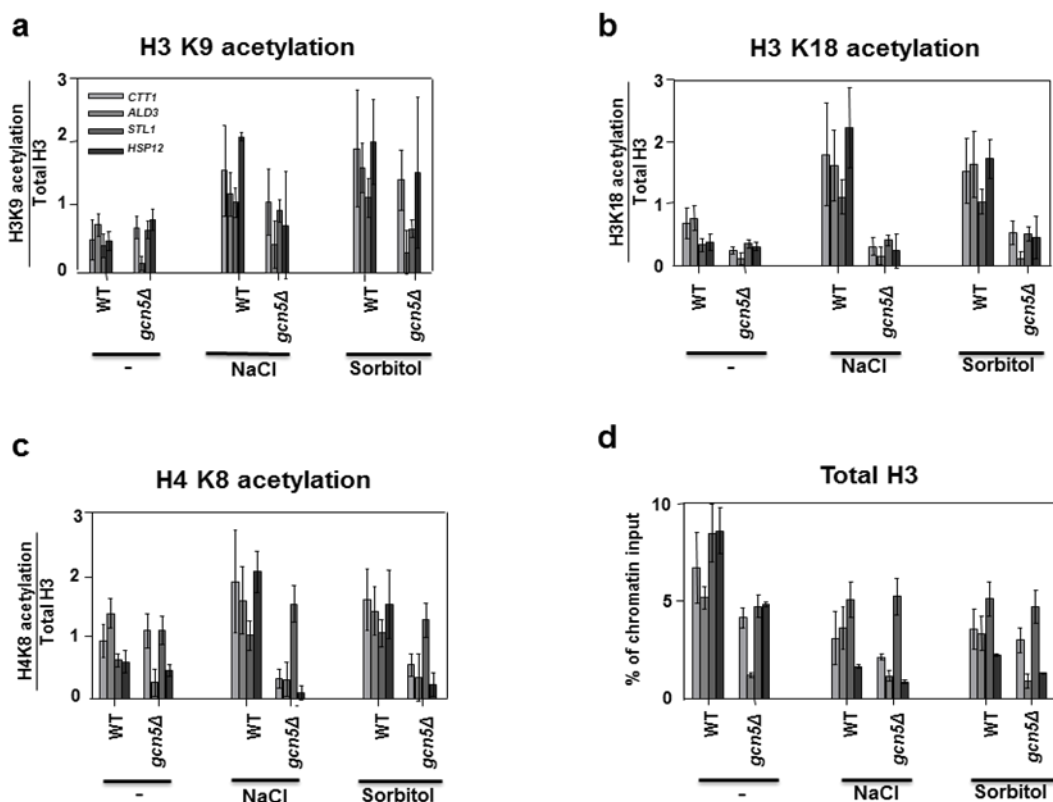 a
H3 K9 acetylation
H3K9 acetylation
Total H3
3
2
1
0
CTT1
ALD3
STL1
HSP12
WT
gcn5Δ
WT
gcn5Δ
WT
gcn5Δ
-
NaCl
Sorbitol
b
H3 K18 acetylation
H3K18 acetylation
Total H3
3
2
1
0
WT
gcn5Δ
WT
gcn5Δ
WT
gcn5Δ
-
NaCl
Sorbitol
c
H4 K8 acetylation
H4K8 acetylation
Total H3
3
2
1
0
WT
gcn5Δ
WT
gcn5Δ
WT
gcn5Δ
-
NaCl
Sorbitol
d
Total H3
% of chromatin input
10
5
0
WT
gcn5Δ
WT
gcn5Δ
WT
gcn5Δ
-
NaCl
Sorbitol